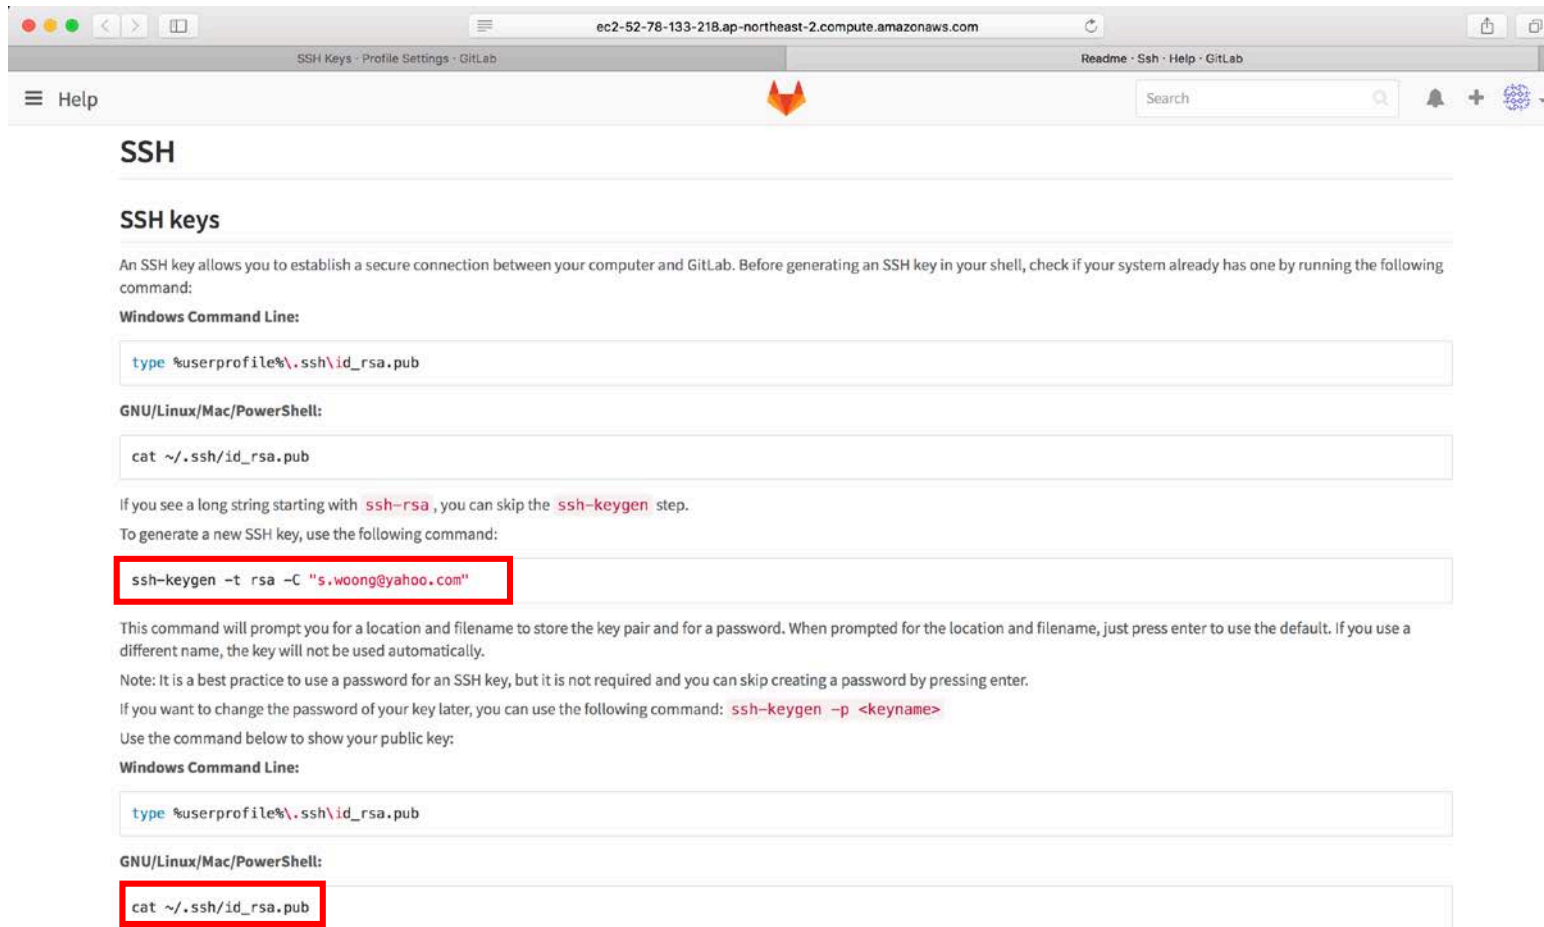 ec2-52-78-133-218.ap-northeast-2.compute.amazonaws.com
SSH Keys · Profile Settings · GitLab
Readme · Ssh · Help · GitLab
Help
Search
SSH
SSH keys
An SSH key allows you to establish a secure connection between your computer and GitLab. Before generating an SSH key in your shell, check if your system already has one by running the following
command:
Windows Command Line:
type %userprofile%\.ssh\id_rsa.pub
GNU/Linux/Mac/PowerShell:
cat ~/.ssh/id_rsa.pub
If you see a long string starting with ssh-rsa , you can skip the ssh-keygen step.
To generate a new SSH key, use the following command:
ssh-keygen -t rsa -C "s.woong@yahoo.com"
This command will prompt you for a location and filename to store the key pair and for a password. When prompted for the location and filename, just press enter to use the default. If you use a
different name, the key will not be used automatically.
Note: It is a best practice to use a password for an SSH key, but it is not required and you can skip creating a password by pressing enter.
If you want to change the password of your key later, you can use the following command: ssh-keygen -p <keyname>
Use the command below to show your public key:
Windows Command Line:
type %userprofile%\.ssh\id_rsa.pub
GNU/Linux/Mac/PowerShell:
cat ~/.ssh/id_rsa.pub